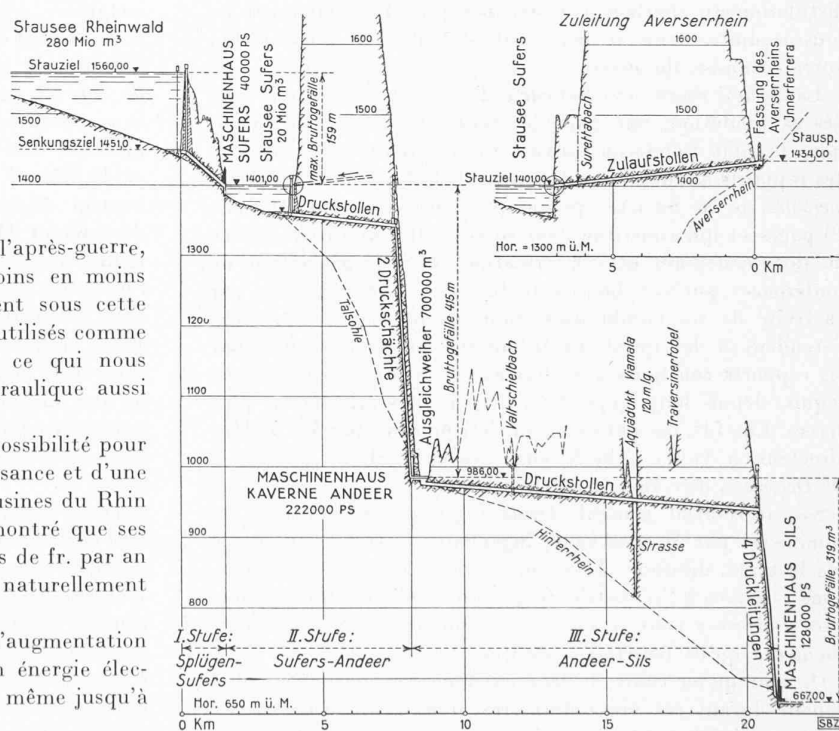 Stausee Rheinwald
280 Mio m³
Stauziel 1560,00
1600
1500
Senkungsziel 1451,0
1400
1401,00
MASCHINENHAUS
SUFERS 40000 PS
Stausee Sufers
20 Mio m³
max. Bruttogefälle
159 m
1500
Druckstollen
1300
1200
1100
1000
900
800
Talsohle
2 Druckschächte
Ausgleichweiher 700'000 m³
Bruttogefälle 415 m
986,00
Valtschielbach
Aquädukt Viamala
120 m lg.
Traversinertobel
Druckstollen
MASCHINENHAUS
KAVERNE ANDEER
222000 PS
Hinterrhein
Strasse
4 Druckleitungen
MASCHINENHAUS SILS
128000 PS
Bruttogefälle 319 m
667,00
I. Stufe:
Splügen-
Sufers
II. Stufe:
Sufers-Andeer
III. Stufe:
Andeer-Sils
Hor. 650 m ü. M.
0 Km
5
10
15
20
SBZ
Zuleitung Averserrhein
1600
1500
1400
Stausee Sufers
Surettabach
Fassung des
Averserrheins
Jnnerferrera
Stausp.
1434,00
Zulaufstollen
Stauziel 1401,00
Averserrhein
Hor. = 1300 m ü. M.
5
0 Km
l'après-guerre,
oins en moins
ent sous cette
utilisés comme
ce qui nous
raulique aussi
ossibilité pour
sance et d'une
usines du Rhin
montré que ses
s de fr. par an
naturellement
'augmentation
n énergie élec-
même jusqu'à